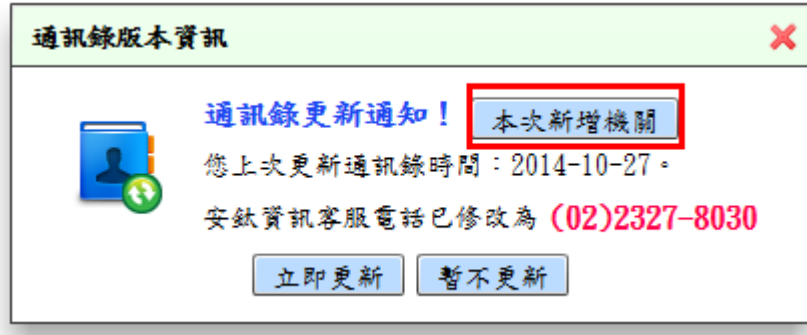 通訊錄版本資訊
通訊錄更新通知！ 本次新增機關
您上次更新通訊錄時間：2014-10-27。
安鈦資訊客服電話已修改為 (02)2327-8030
立即更新 暫不更新